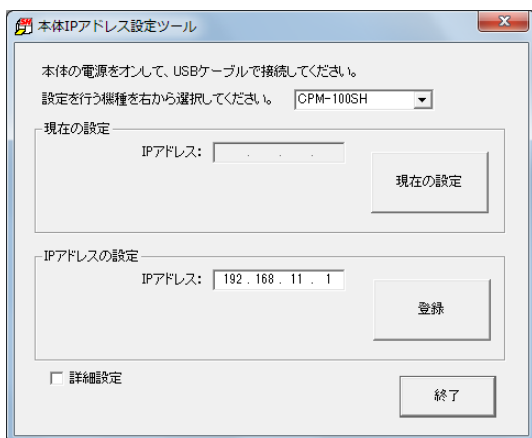 本体IPアドレス設定ツール
本体の電源をオンして、USBケーブルで接続してください。
設定を行う機種を右から選択してください。 CPM-100SH
現在の設定
IPアドレス: . . .
現在の設定
IPアドレスの設定
IPアドレス: 192 . 168 . 11 . 1
登録
詳細設定
終了